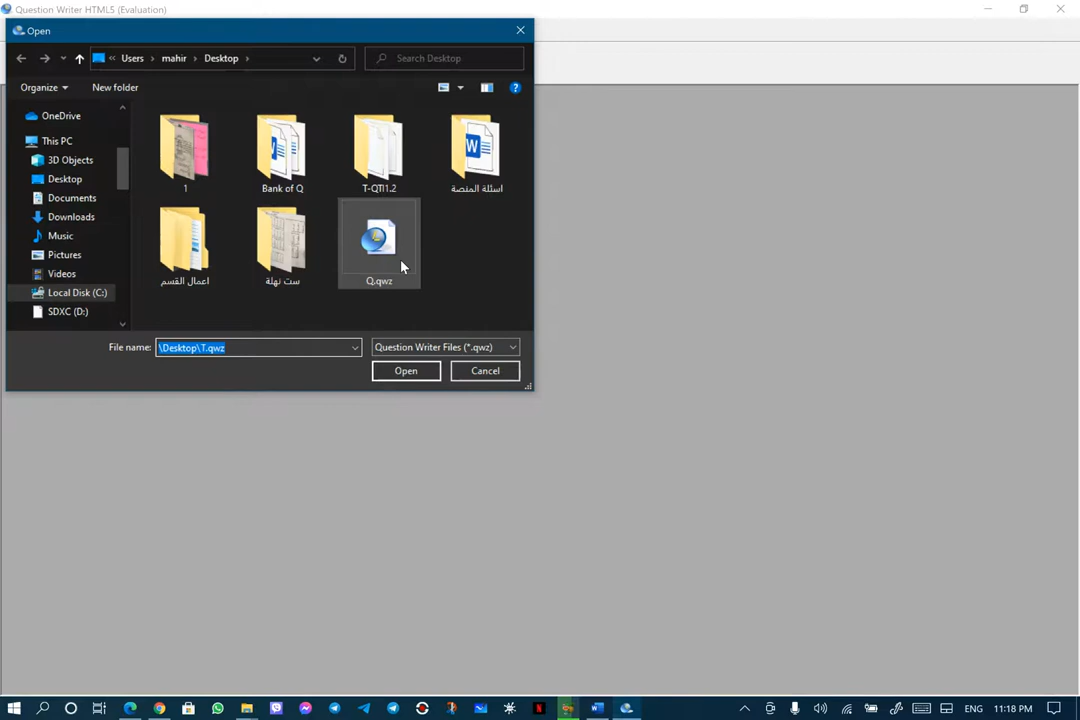 Question Writer HTML5 (Evaluation)
Open
Users
mahir
Desktop
Search Desktop
Organize
New folder
OneDrive
This PC
3D Objects
Desktop
Documents
Downloads
Music
Pictures
Videos
Local Disk (C:)
SDXC (D:)
1
Bank of Q
T-QTI1.2
اسئلة المنصة
اعمال القسم
ست نهلة
Q.qwz
File name:
\Desktop\T.qwz
Question Writer Files (*.qwz)
Open
Cancel
ENG
11:18 PM